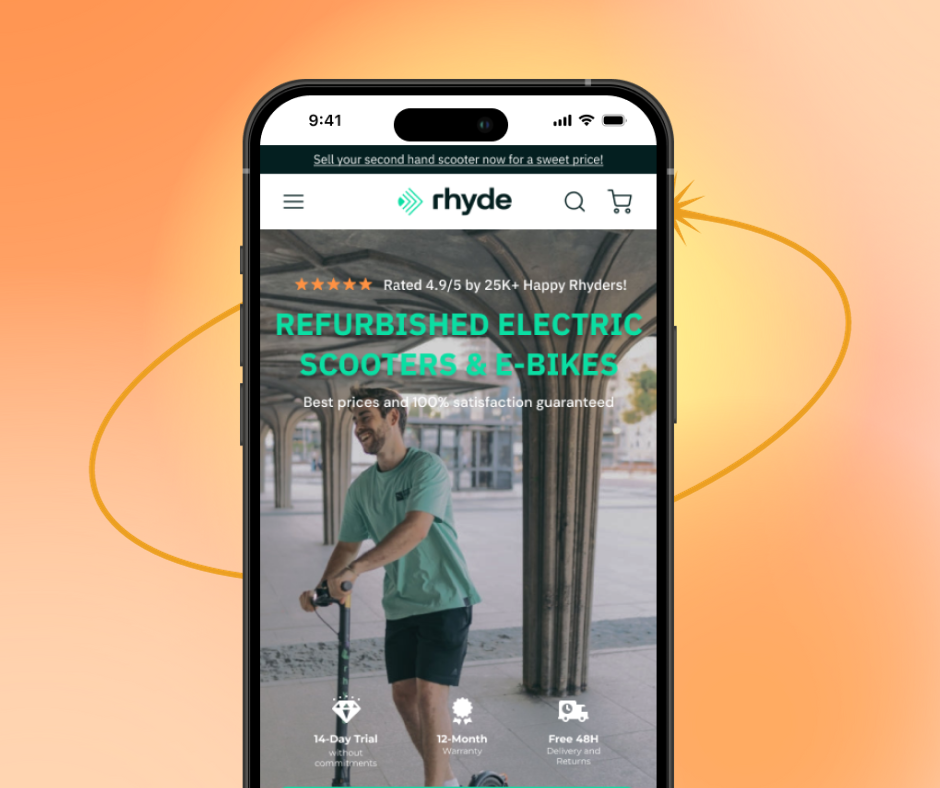 9:41
Sell your second hand scooter now for a sweet price!
rhyde
Rated 4.9/5 by 25K+ Happy Rhyders!
REFURBISHED ELECTRIC
SCOOTERS & E-BIKES
Best prices and 100% satisfaction guaranteed
14-Day Trial
without
commitments
12-Month
Warranty
Free 48H
Delivery and
Returns